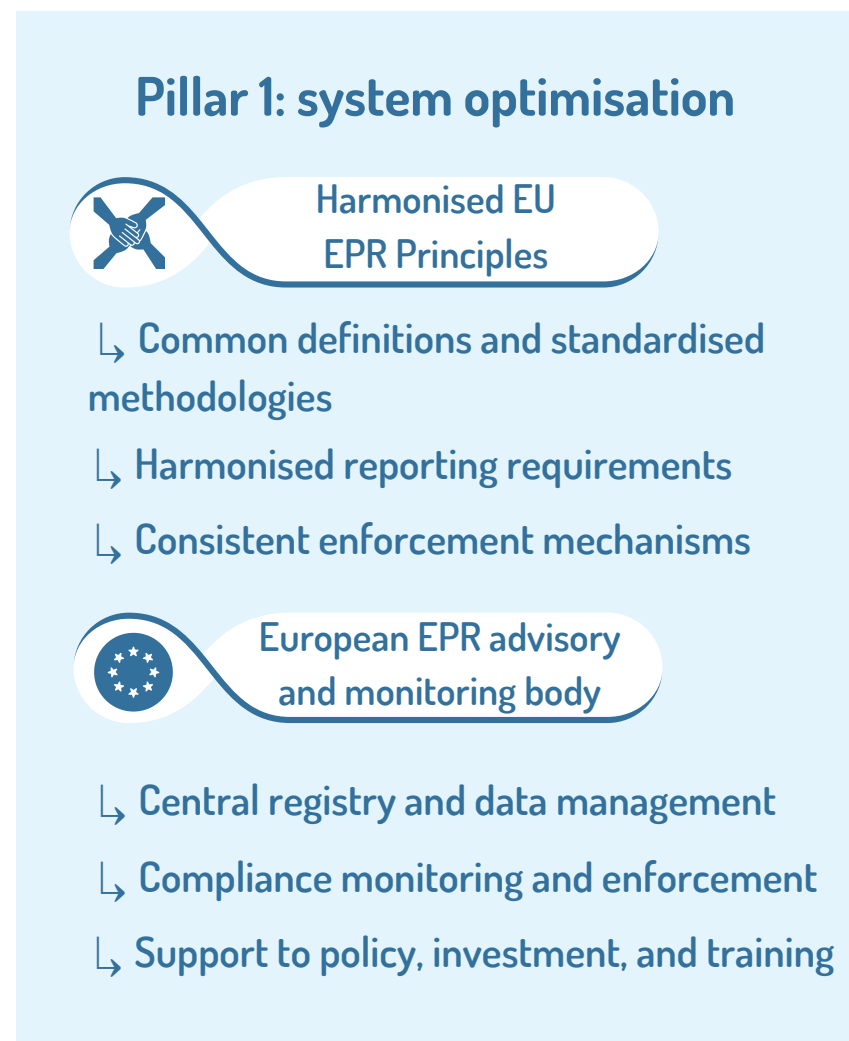 Pillar 1: system optimisation
Harmonised EU
EPR Principles
↳ Common definitions and standardised
methodologies
↳ Harmonised reporting requirements
↳ Consistent enforcement mechanisms
European EPR advisory
and monitoring body
↳ Central registry and data management
↳ Compliance monitoring and enforcement
↳ Support to policy, investment, and training